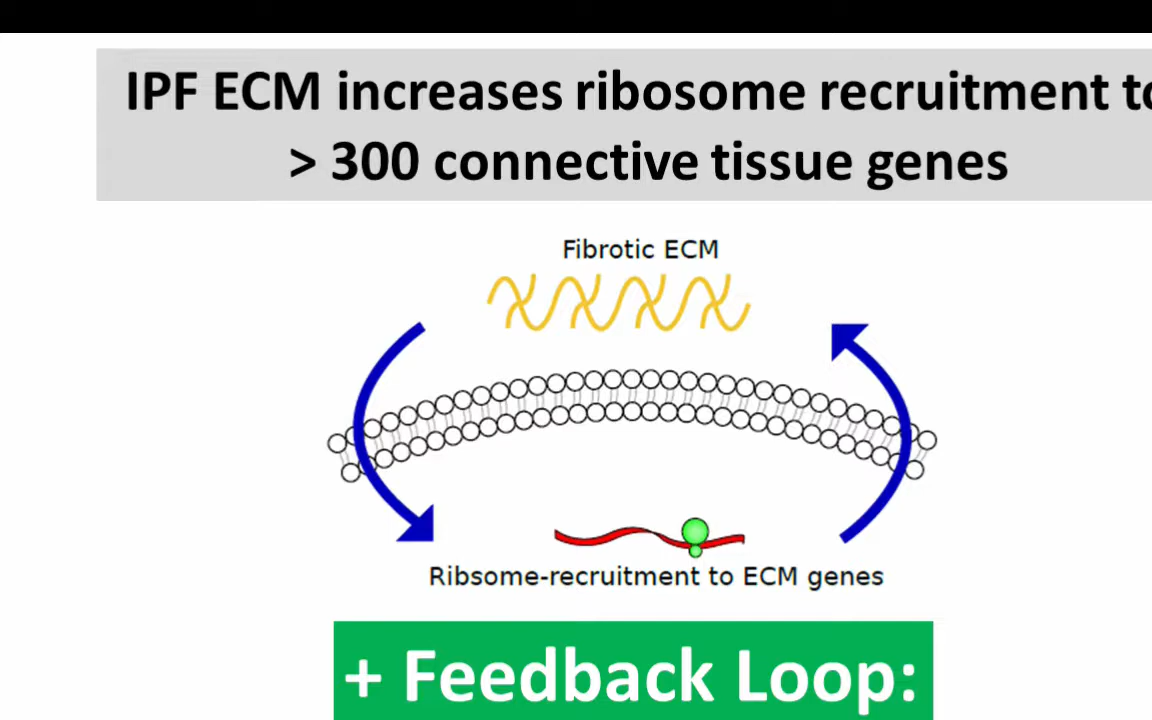 IPF ECM increases ribosome recruitment to
> 300 connective tissue genes
Fibrotic ECM
Ribsome-recruitment to ECM genes
+ Feedback Loop: